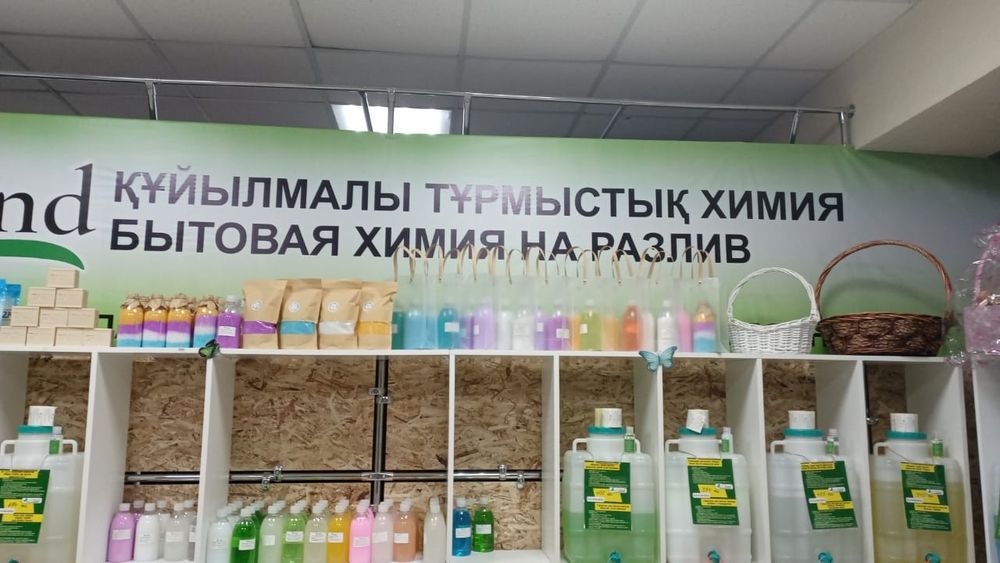 nd
ҚҰЙЫЛМАЛЫ ТҰРМЫСТЫҚ ХИМИЯ
БЫТОВАЯ ХИМИЯ НА РАЗЛИВ